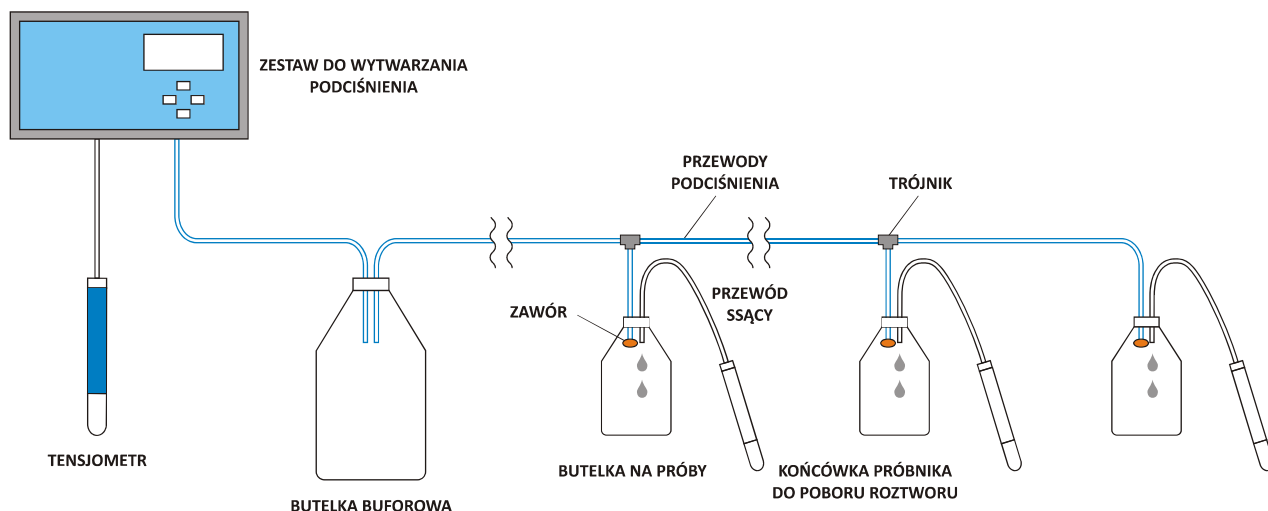 ZESTAW DO WYTWARZANIA
PODCIŚNIENIA
PRZEWODY
PODCIŚNIENIA
TRÓJNIK
PRZEWÓD
SSĄCY
ZAWÓR
TENSJOMETR
BUTELKA BUFOROWA
BUTELKA NA PRÓBY
KOŃCÓWKA PRÓBNIKA
DO POBORU ROZTWORU